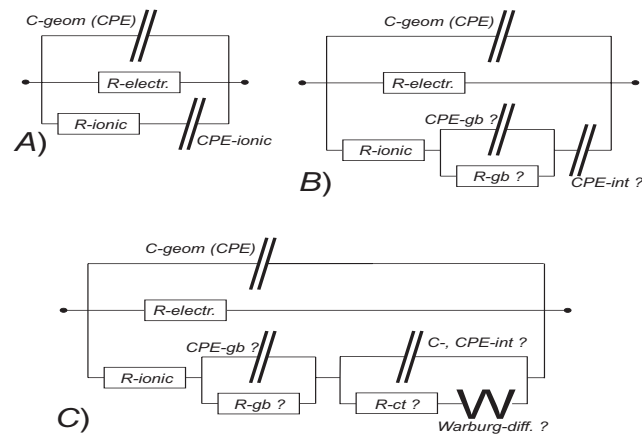 C-geom (CPE)
R-electr.
R-ionic
CPE-ionic
A)
C-geom (CPE)
R-electr.
CPE-gb ?
R-ionic
R-gb ?
CPE-int ?
B)
C-geom (CPE)
R-electr.
CPE-gb ?
C-, CPE-int ?
R-ionic
R-gb ?
R-ct ?
W
Warburg-diff. ?
C)